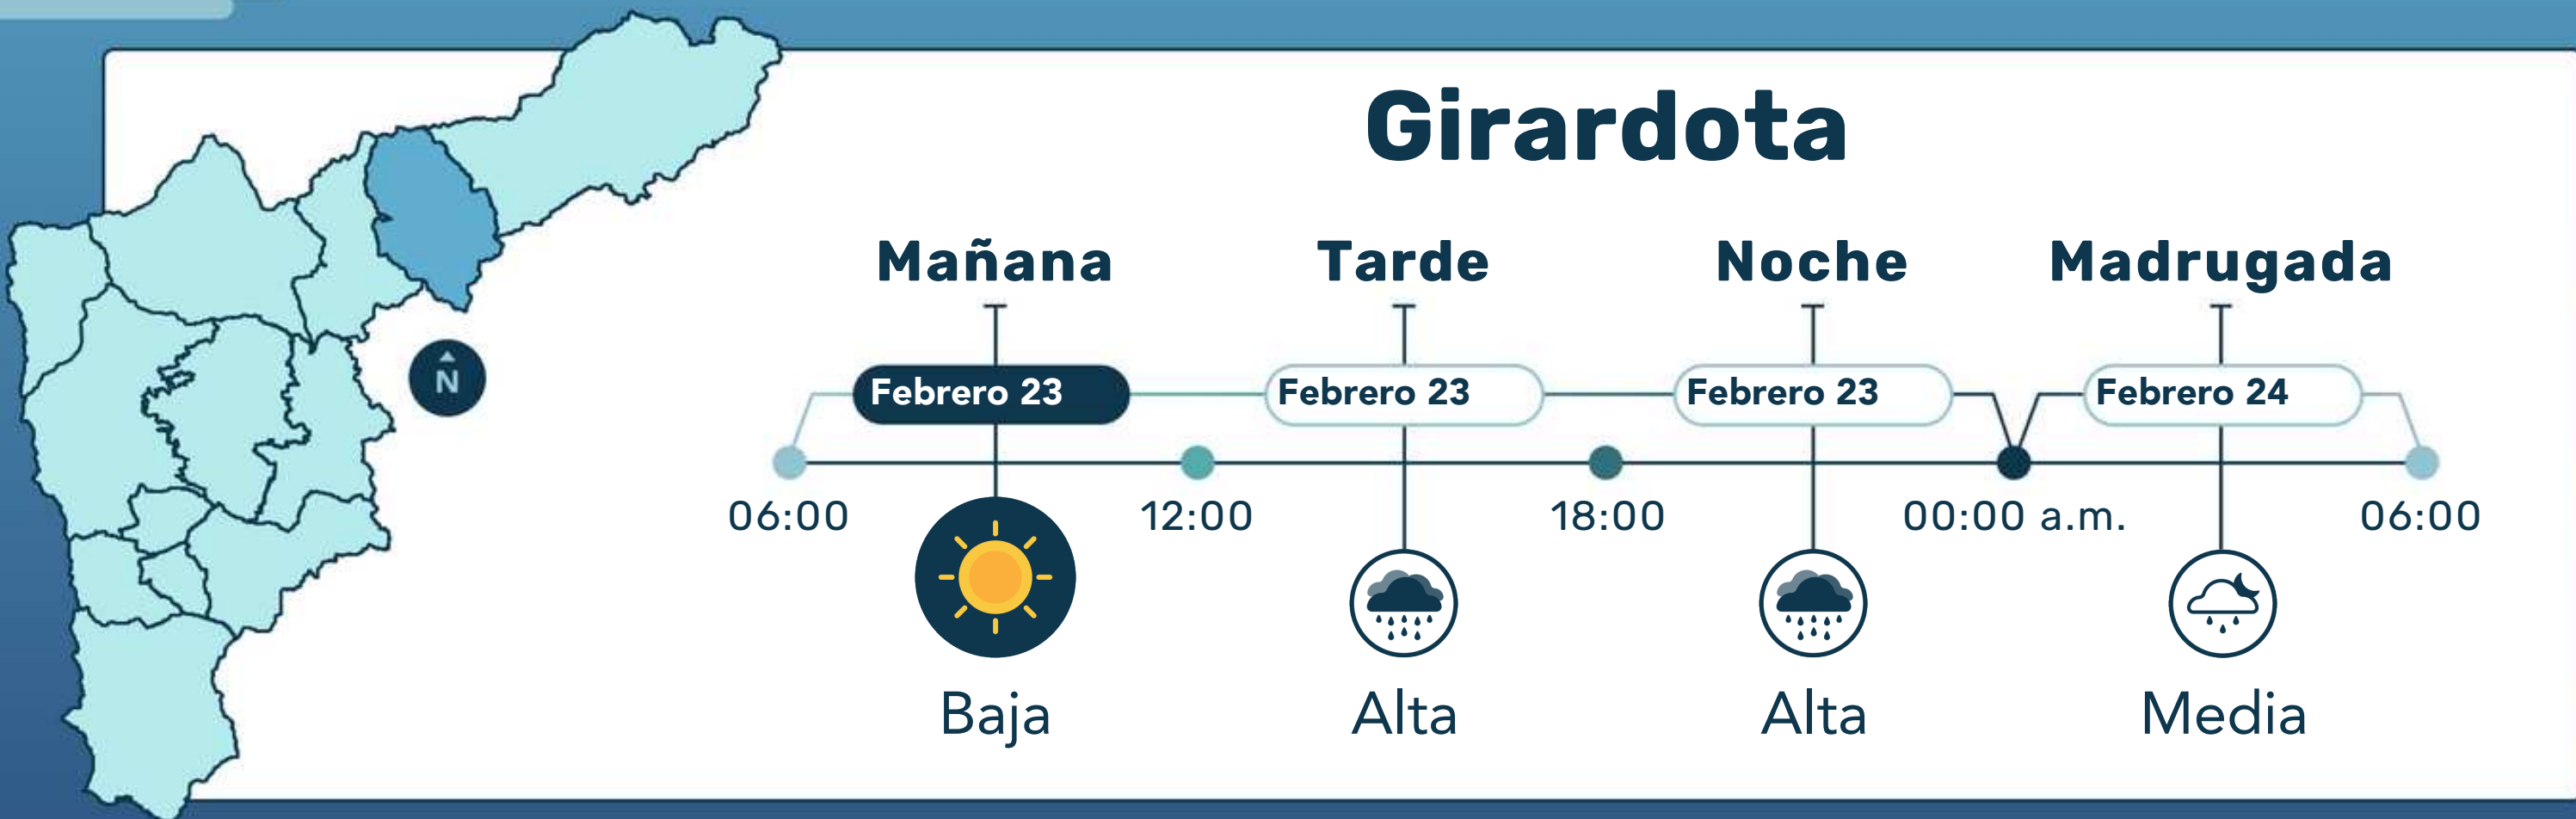 Girardota
Mañana Tarde Noche Madrugada
Febrero 23 Febrero 23 Febrero 23 Febrero 24
N
06:00 12:00 18:00 00:00 a.m. 06:00
Baja Alta Alta Media